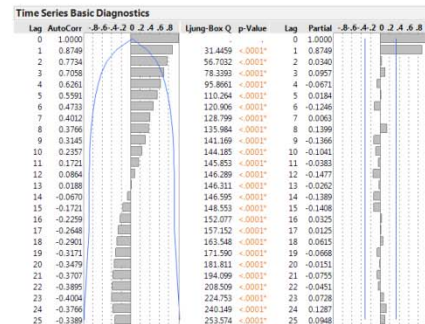 Time Series Basic Diagnostics
Lag AutoCorr -.8-.6-.4-.2 0 .2 .4 .6 .8 Ljung-Box Q p-Value Lag Partial -.8-.6-.4-.2 0 .2 .4 .6 .8
0 1.0000 . . 0 1.0000
1 0.8749 31.4459 <.0001* 1 0.8749
2 0.7734 56.7032 <.0001* 2 0.0340
3 0.7058 78.3393 <.0001* 3 0.0957
4 0.6261 95.8661 <.0001* 4 -0.0671
5 0.5591 110.264 <.0001* 5 0.0184
6 0.4733 120.906 <.0001* 6 -0.1246
7 0.4012 128.799 <.0001* 7 0.0063
8 0.3766 135.984 <.0001* 8 0.1399
9 0.3145 141.169 <.0001* 9 -0.1366
10 0.2357 144.185 <.0001* 10 -0.1041
11 0.1721 145.853 <.0001* 11 -0.0383
12 0.0864 146.289 <.0001* 12 -0.1477
13 0.0188 146.311 <.0001* 13 -0.0262
14 -0.0670 146.595 <.0001* 14 -0.1389
15 -0.1721 148.553 <.0001* 15 -0.1408
16 -0.2259 152.077 <.0001* 16 0.0325
17 -0.2648 157.152 <.0001* 17 0.0125
18 -0.2901 163.548 <.0001* 18 0.0615
19 -0.3171 171.590 <.0001* 19 -0.0668
20 -0.3479 181.811 <.0001* 20 -0.0151
21 -0.3707 194.099 <.0001* 21 -0.0755
22 -0.3895 208.509 <.0001* 22 -0.0451
23 -0.4004 224.753 <.0001* 23 0.0728
24 -0.3766 240.149 <.0001* 24 0.1287
25 -0.3389 253.574 <.0001* 25 0.0948